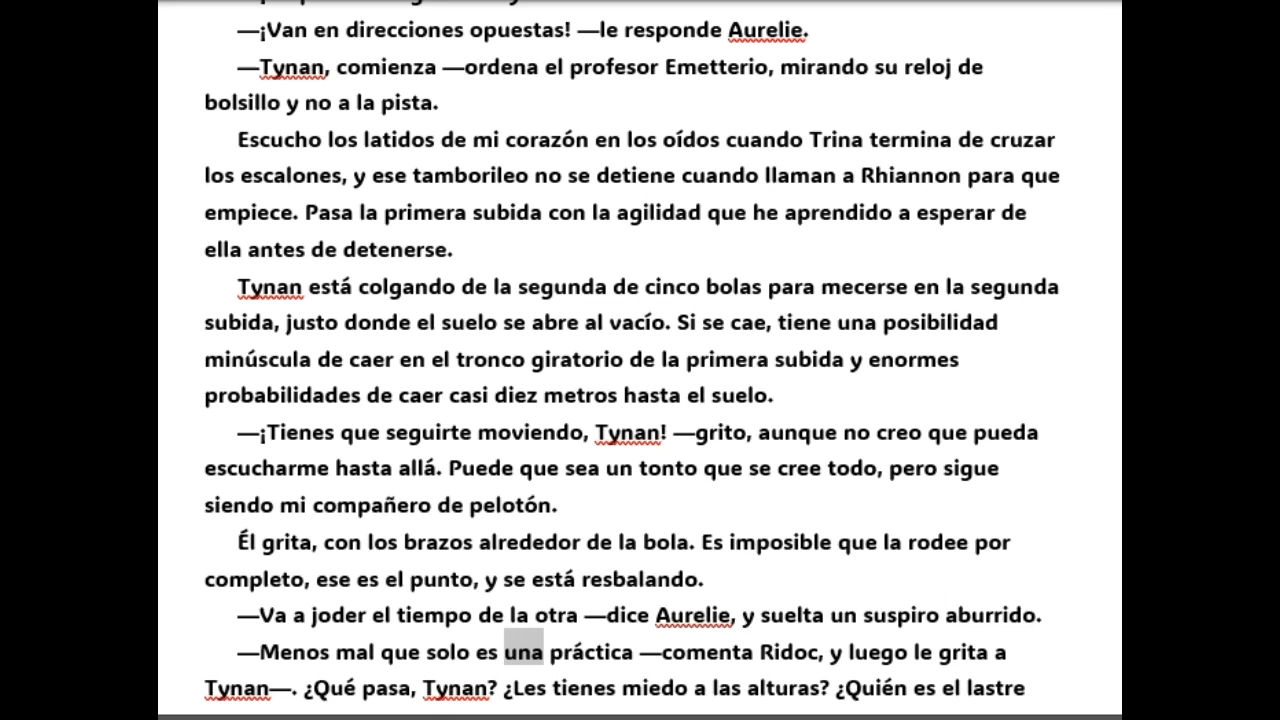 —¡Van en direcciones opuestas! —le responde Aurelie.
—Tynan, comienza —ordena el profesor Emetterio, mirando su reloj de
bolsillo y no a la pista.
Escucho los latidos de mi corazón en los oídos cuando Trina termina de cruzar
los escalones, y ese tamborileo no se detiene cuando llaman a Rhiannon para que
empiece. Pasa la primera subida con la agilidad que he aprendido a esperar de
ella antes de detenerse.
Tynan está colgando de la segunda de cinco bolas para mecerse en la segunda
subida, justo donde el suelo se abre al vacío. Si se cae, tiene una posibilidad
minúscula de caer en el tronco giratorio de la primera subida y enormes
probabilidades de caer casi diez metros hasta el suelo.
—¡Tienes que seguirte moviendo, Tynan! —grito, aunque no creo que pueda
escucharme hasta allá. Puede que sea un tonto que se cree todo, pero sigue
siendo mi compañero de pelotón.
Él grita, con los brazos alrededor de la bola. Es imposible que la rodee por
completo, ese es el punto, y se está resbalando.
—Va a joder el tiempo de la otra —dice Aurelie, y suelta un suspiro aburrido.
—Menos mal que solo es una práctica —comenta Ridoc, y luego le grita a
Tynan—. ¿Qué pasa, Tynan? ¿Les tienes miedo a las alturas? ¿Quién es el lastre